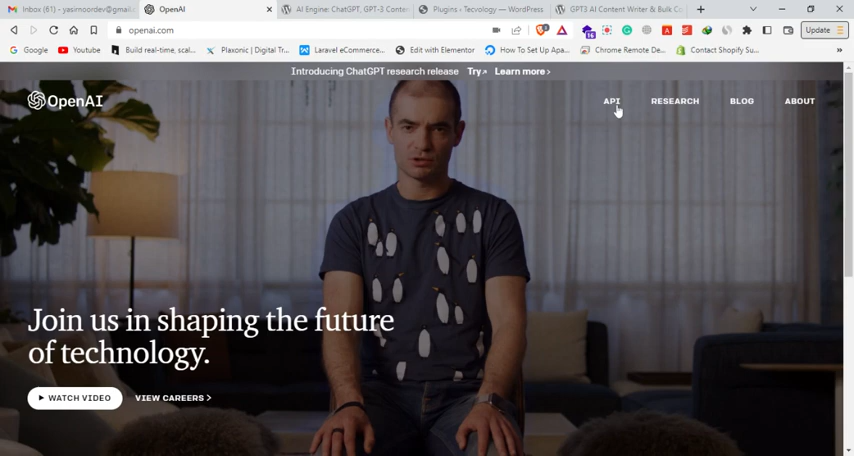 Inbox (61) - yasirnoordev@gmail.
OpenAI
AI Engine: ChatGPT, GPT-3 Conter
Plugins ‹ Tecvology — WordPress
GPT3 AI Content Writer & Bulk Co
openai.com
16
Update
Google
Youtube
Build real-time, scal...
Plaxonic | Digital Tr...
Laravel eCommerce...
Edit with Elementor
How To Set Up Apa...
Chrome Remote De...
Contact Shopify Su...
»
Introducing ChatGPT research release Try↗ Learn more ›
OpenAI
API
RESEARCH
BLOG
ABOUT
Join us in shaping the future
of technology.
WATCH VIDEO
VIEW CAREERS >